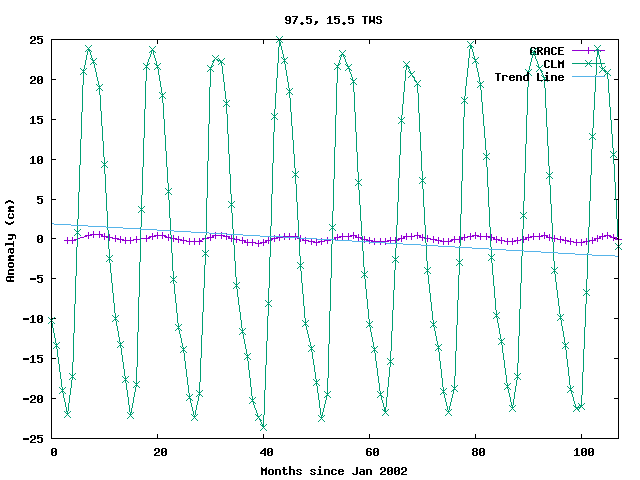 97.5, 15.5 TWS
GRACE
CLM
Trend Line
25
20
15
10
5
0
-5
-10
-15
-20
-25
Anomaly (cm)
0 20 40 60 80 100
Months since Jan 2002